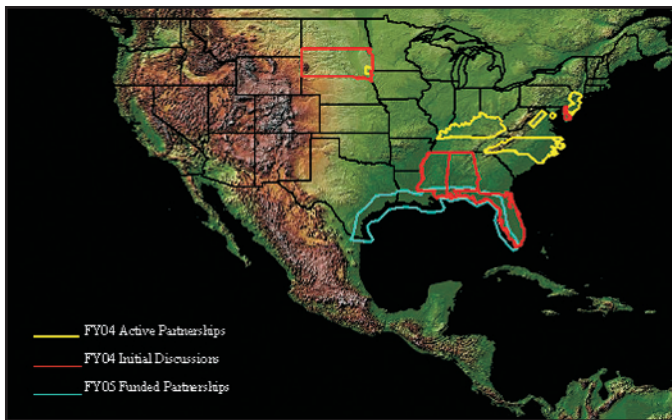 FY04 Active Partnerships
FY04 Initial Discussions
FY05 Funded Partnerships